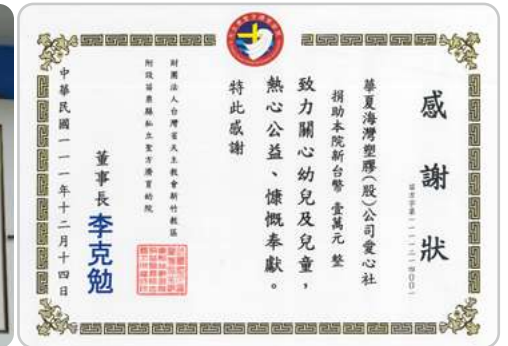 感謝狀
華夏海灣塑膠(股)公司愛心社
捐助本院新台幣 壹萬元 整
致力關心幼兒及兒童，
熱心公益、慷慨奉獻。
特此感謝
財團法人台灣省天主教會新竹教區
附設苗栗縣私立聖方濟育幼院
董事長 李克勉
中華民國一一一年十二月十四日